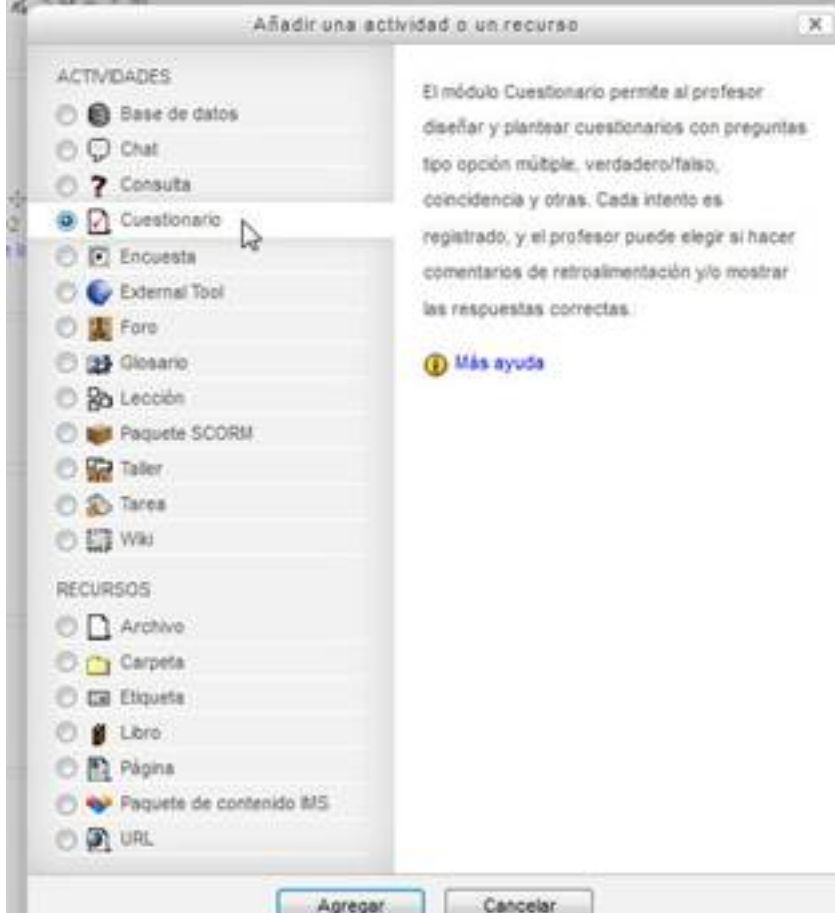 Añadir una actividad o un recurso
ACTIVIDADES
Base de datos
Chat
Consulta
Cuestionario
Encuesta
External Tool
Foro
Glosario
Lección
Paquete SCORM
Taller
Tarea
Wiki
RECURSOS
Archivo
Carpeta
Etiqueta
Libro
Página
Paquete de contenido IMS
URL
El módulo Cuestionario permite al profesor
diseñar y plantear cuestionarios con preguntas
tipo opción múltiple, verdadero/falso,
coincidencia y otras. Cada intento es
registrado, y el profesor puede elegir si hacer
comentarios de retroalimentación y/o mostrar
las respuestas correctas.
Más ayuda
Agregar
Cancelar